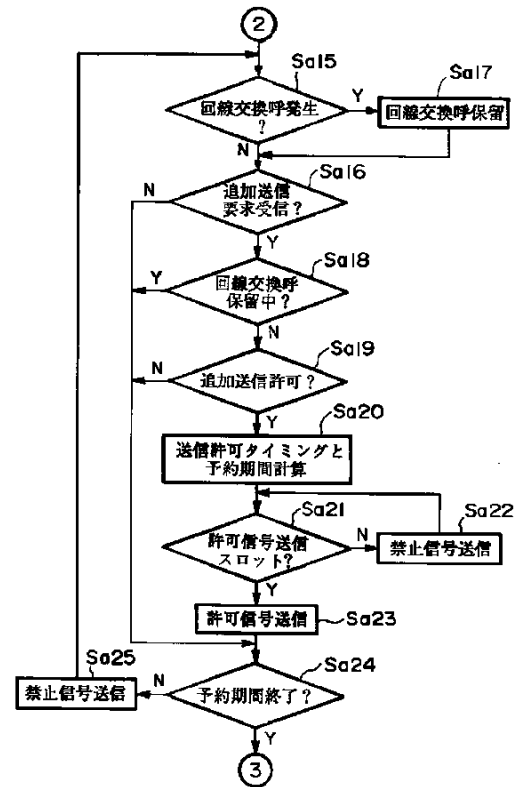 2
Sa15
回線交換呼発生
?
Y
Sa17
回線交換呼保留
N
Sa16
N
追加送信
要求受信?
Y
Sa18
Y
回線交換呼
保留中?
N
Sa19
N
追加送信許可?
Y
Sa20
送信許可タイミングと
予約期間計算
Sa21
Sa22
許可信号送信
スロット?
N
禁止信号送信
Y
許可信号送信
Sa23
Sa25
Sa24
禁止信号送信
N
予約期間終了?
Y
3